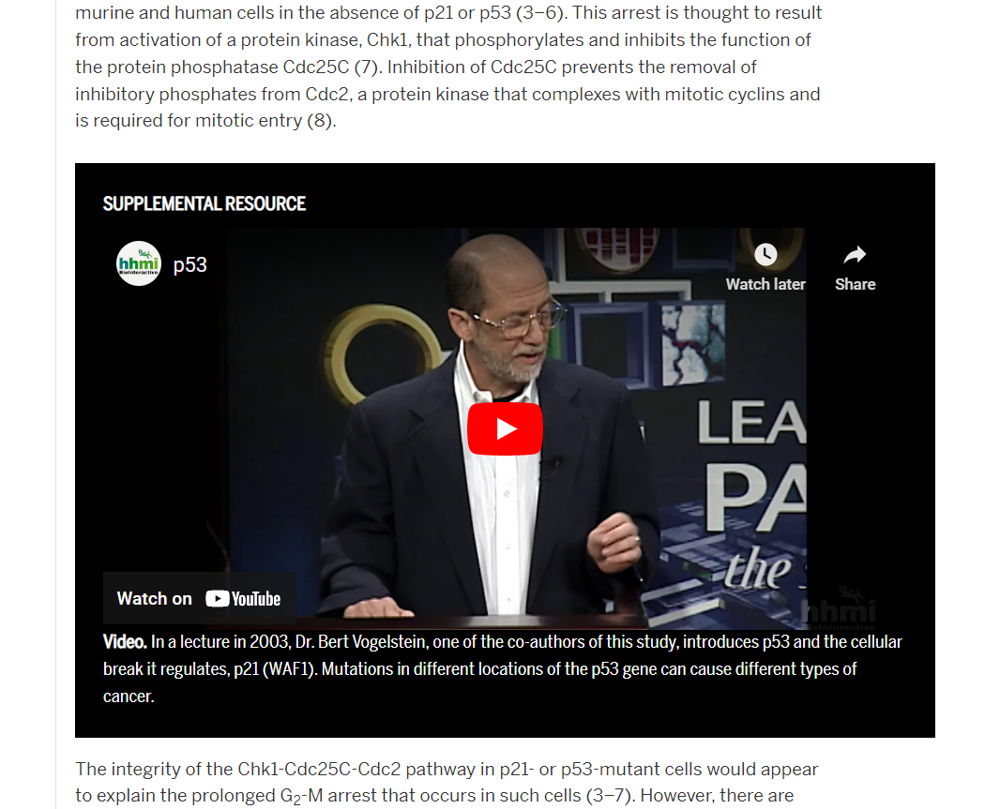 murine and human cells in the absence of p21 or p53 (3–6). This arrest is thought to result
from activation of a protein kinase, Chk1, that phosphorylates and inhibits the function of
the protein phosphatase Cdc25C (7). Inhibition of Cdc25C prevents the removal of
inhibitory phosphates from Cdc2, a protein kinase that complexes with mitotic cyclins and
is required for mitotic entry (8).
SUPPLEMENTAL RESOURCE
hhmi
BioInteractive
p53
Watch later
Share
LEA
PA
the
Watch on YouTube
hhmi
BioInteractive
Video. In a lecture in 2003, Dr. Bert Vogelstein, one of the co-authors of this study, introduces p53 and the cellular
break it regulates, p21 (WAF1). Mutations in different locations of the p53 gene can cause different types of
cancer.
The integrity of the Chk1-Cdc25C-Cdc2 pathway in p21- or p53-mutant cells would appear
to explain the prolonged G₂-M arrest that occurs in such cells (3–7). However, there are